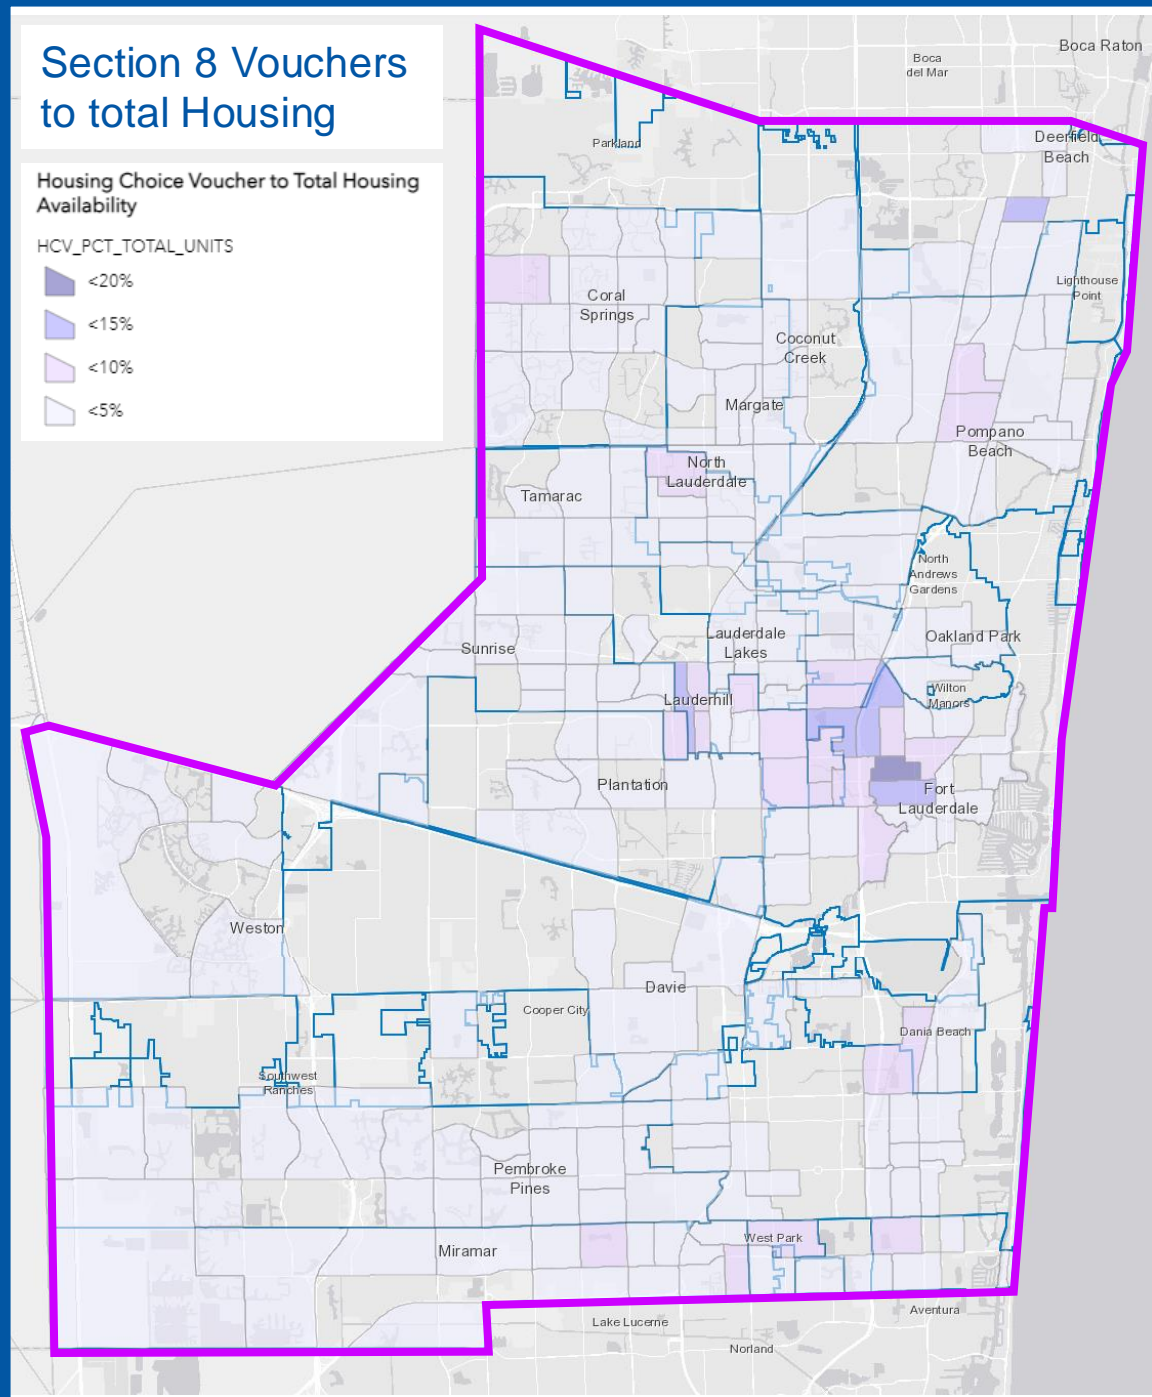 Section 8 Vouchers
to total Housing
Housing Choice Voucher to Total Housing
Availability
HCV_PCT_TOTAL_UNITS
<20%
<15%
<10%
<5%
Boca Raton
Boca
del Mar
Parkland
Deerfield
Beach
Lighthouse
Point
Coral
Springs
Coconut
Creek
Margate
Pompano
Beach
North
Lauderdale
Tamarac
North
Andrews
Gardens
Oakland Park
Lauderdale
Lakes
Sunrise
Wilton
Manors
Lauderhill
Plantation
Fort
Lauderdale
Weston
Davie
Cooper City
Dania Beach
Southwest
Ranches
Pembroke
Pines
West Park
Miramar
Aventura
Lake Lucerne
Norland